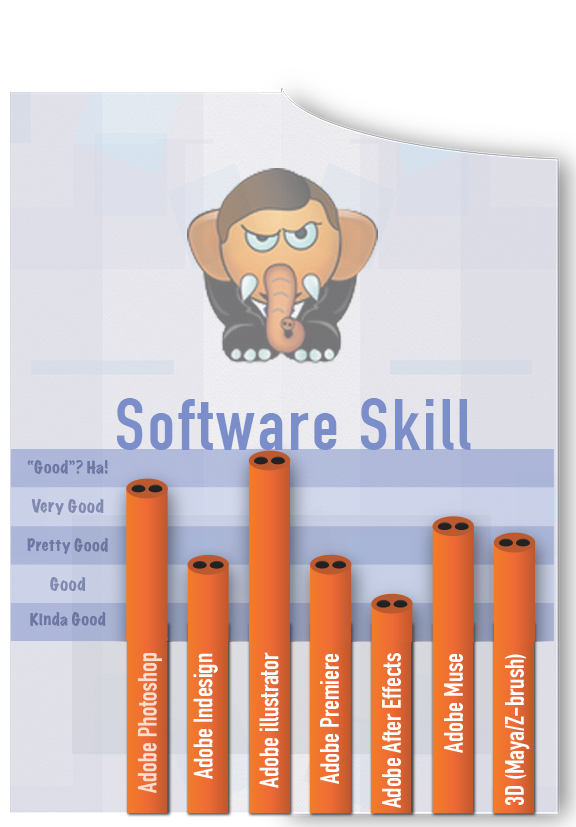 Software Skill
"Good"? Ha!
Very Good
Pretty Good
Good
Kinda Good
Adobe Photoshop
Adobe Indesign
Adobe illustrator
Adobe Premiere
Adobe After Effects
Adobe Muse
3D (Maya/Z-brush)